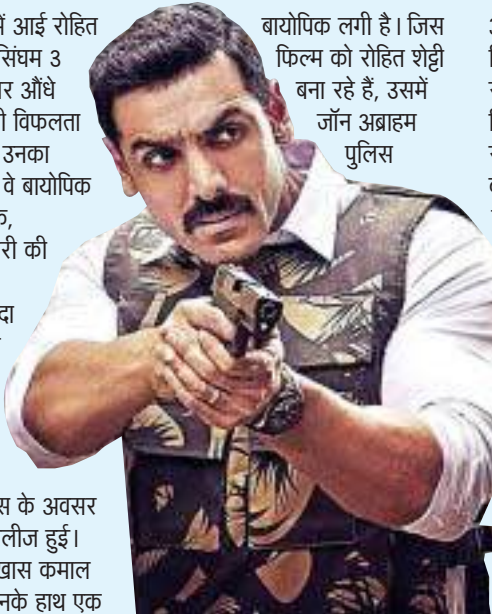 में आई रोहित
सिंघम 3
औंधे
विफलता
उनका
वे बायोपिक
री की
दा
स के अवसर
लीज हुई।
खास कमाल
नके हाथ एक
बायोपिक लगी है। जिस
फिल्म को रोहित शेट्टी
बना रहे हैं, उसमें
जॉन अब्राहम
पुलिस